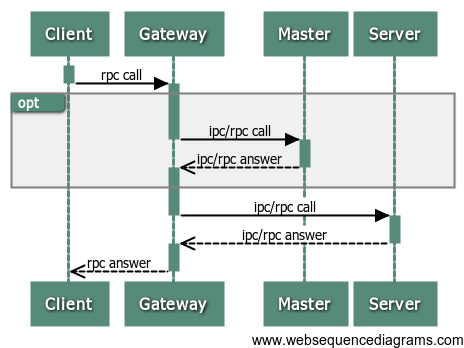 Client Gateway Master Server
rpc call
opt
ipc/rpc call
ipc/rpc answer
ipc/rpc call
ipc/rpc answer
rpc answer
Client Gateway Master Server
www.websequencediagrams.com